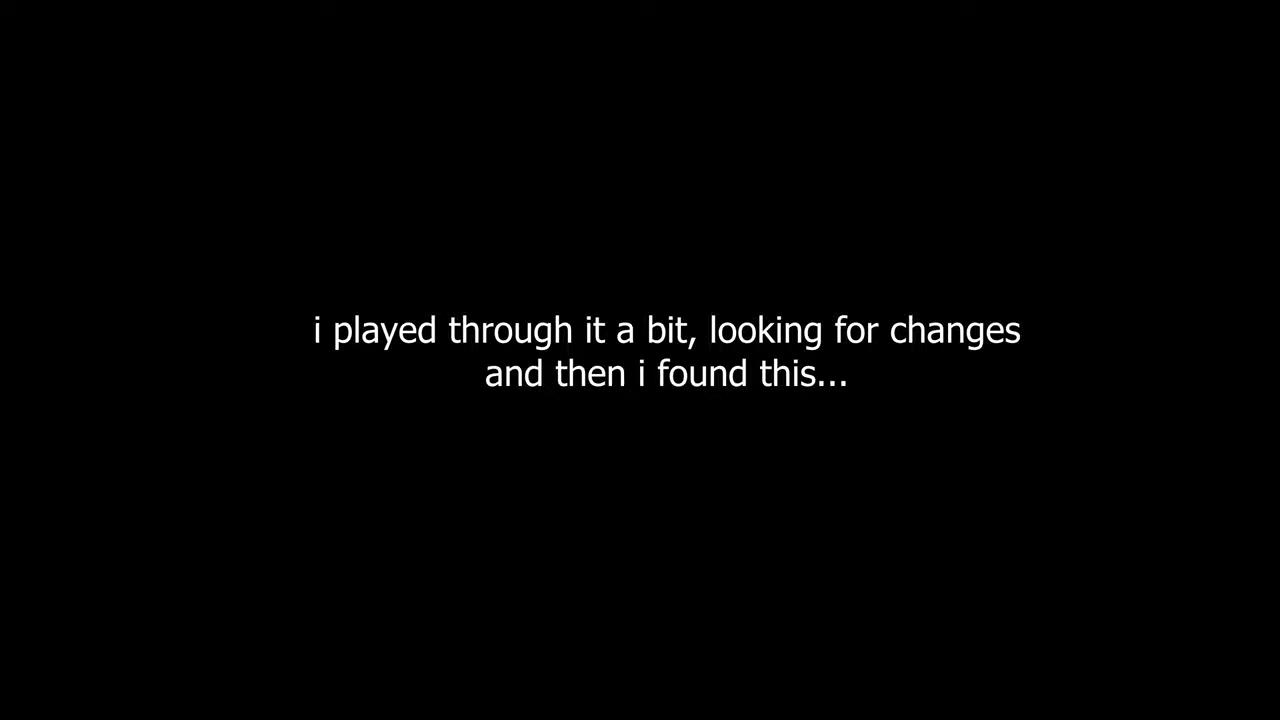 i played through it a bit, looking for changes
and then i found this...